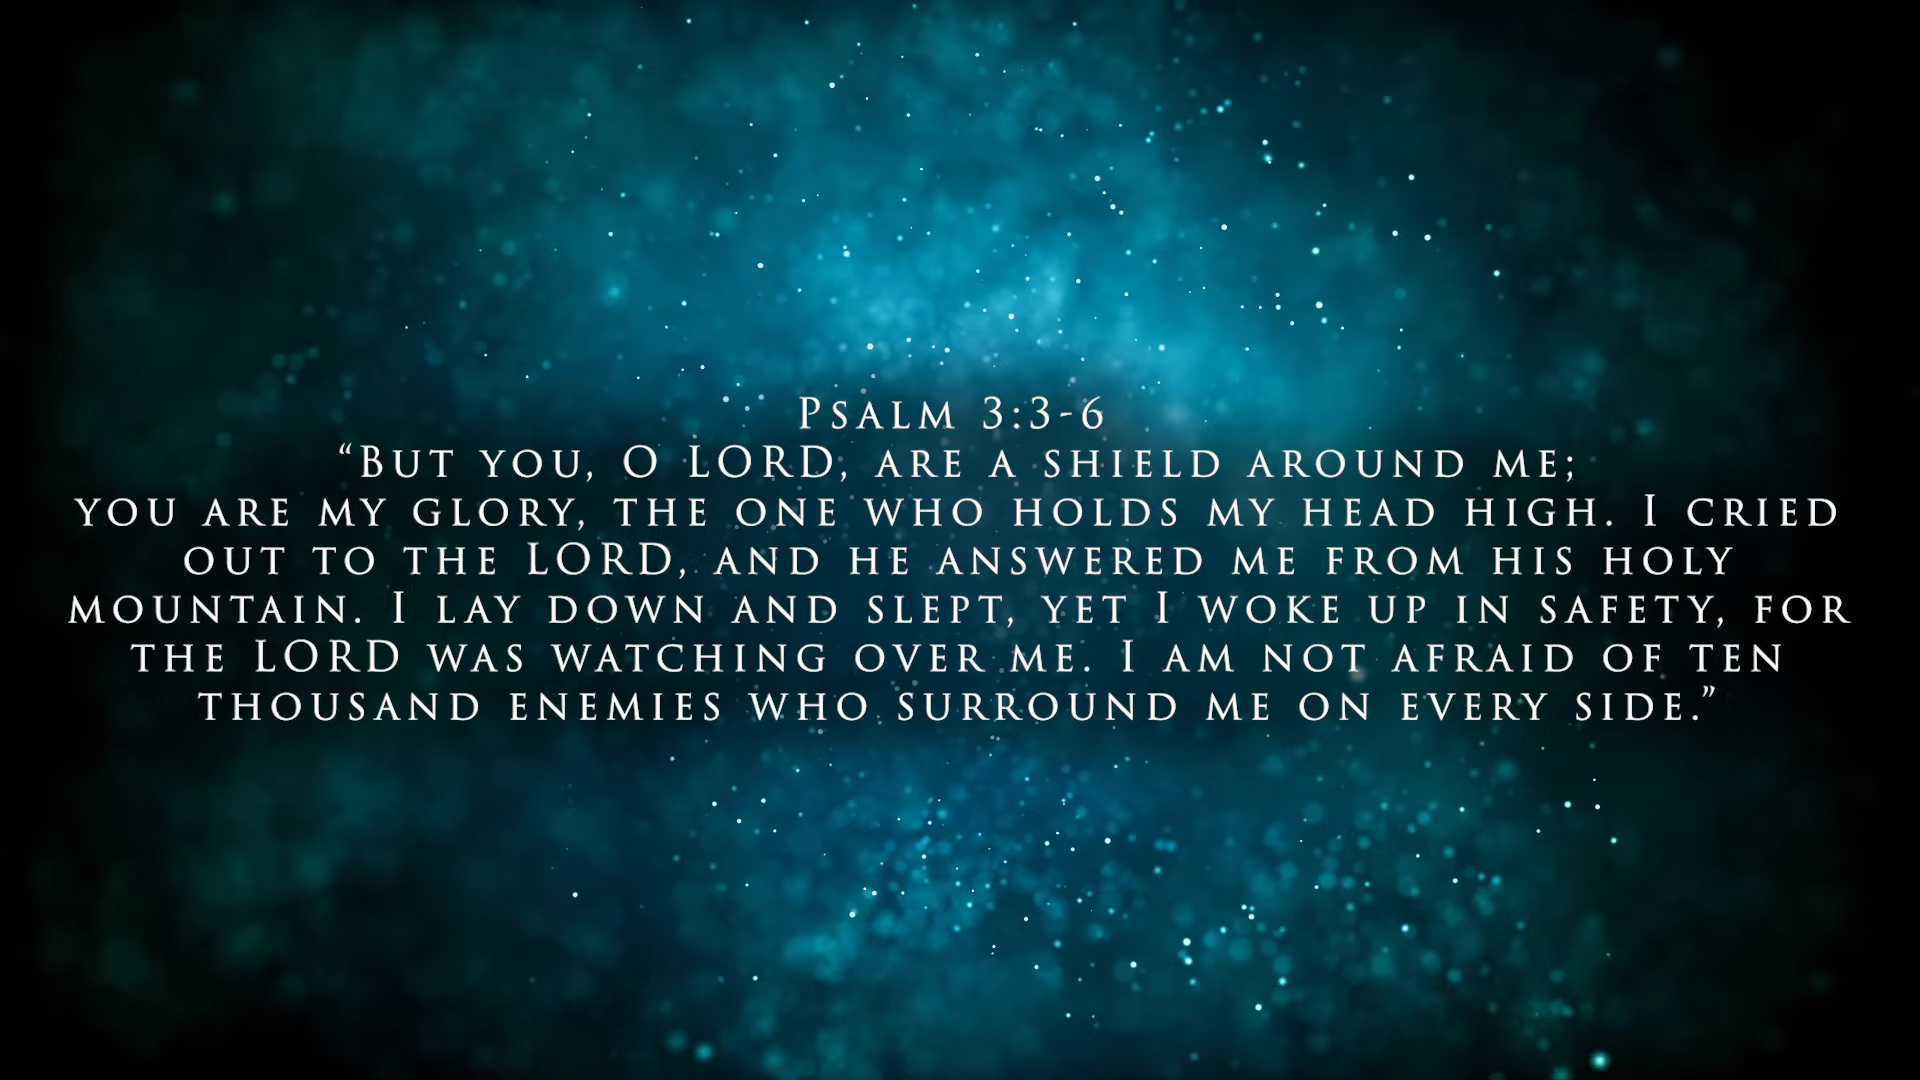 Psalm 3:3-6
“But you, O LORD, are a shield around me;
you are my glory, the one who holds my head high. I cried
out to the LORD, and he answered me from his holy
mountain. I lay down and slept, yet I woke up in safety, for
the LORD was watching over me. I am not afraid of ten
thousand enemies who surround me on every side.”